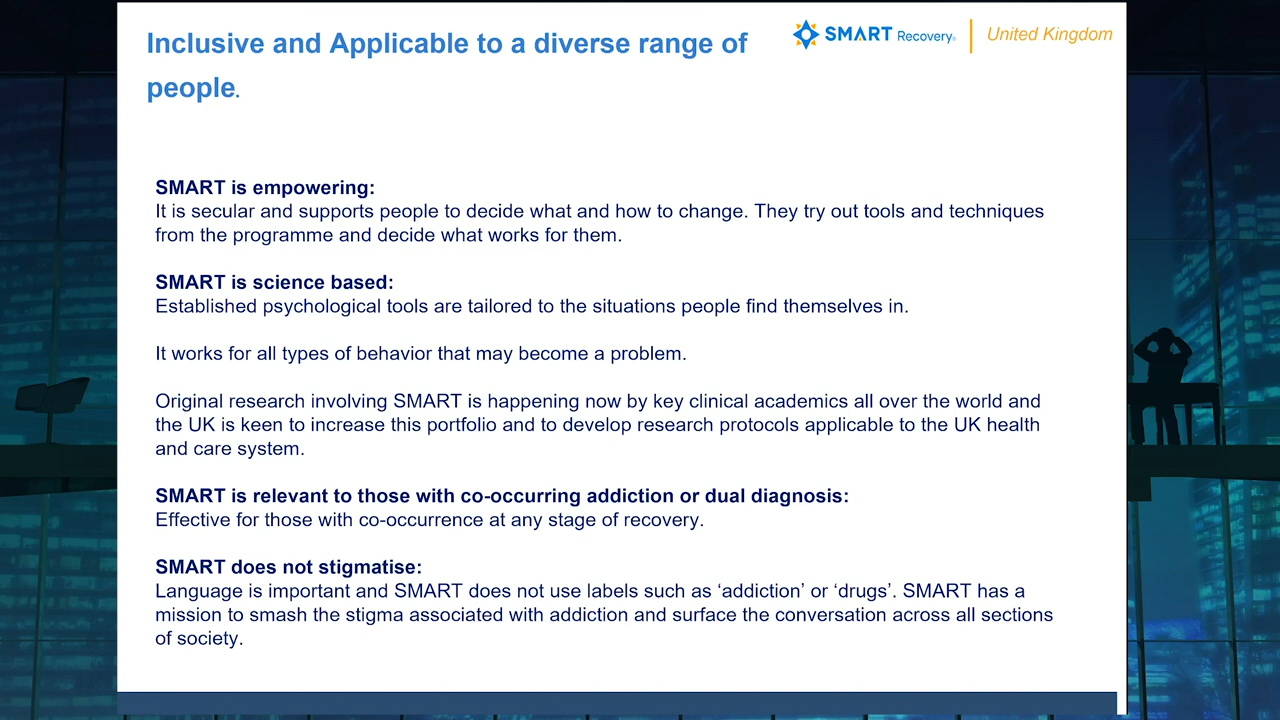 Inclusive and Applicable to a diverse range of
people.
SMART Recovery® | United Kingdom
SMART is empowering:
It is secular and supports people to decide what and how to change. They try out tools and techniques
from the programme and decide what works for them.
SMART is science based:
Established psychological tools are tailored to the situations people find themselves in.
It works for all types of behavior that may become a problem.
Original research involving SMART is happening now by key clinical academics all over the world and
the UK is keen to increase this portfolio and to develop research protocols applicable to the UK health
and care system.
SMART is relevant to those with co-occurring addiction or dual diagnosis:
Effective for those with co-occurrence at any stage of recovery.
SMART does not stigmatise:
Language is important and SMART does not use labels such as ‘addiction’ or ‘drugs’. SMART has a
mission to smash the stigma associated with addiction and surface the conversation across all sections
of society.